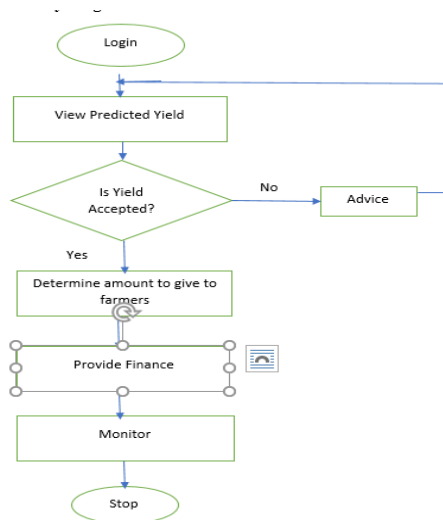 Login
View Predicted Yield
Is Yield
Accepted?
No
Advice
Yes
Determine amount to give to
farmers
Provide Finance
Monitor
Stop